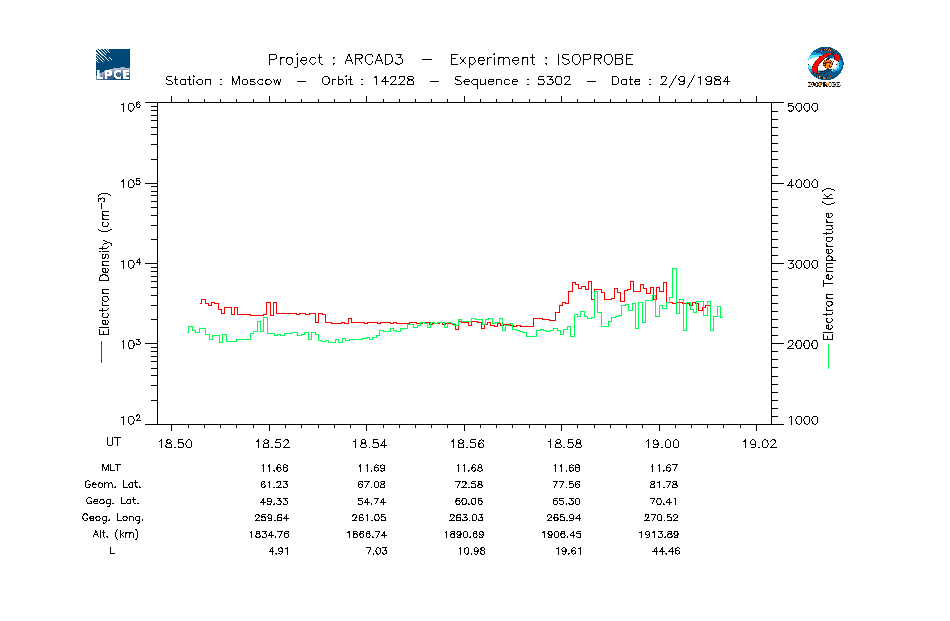 LPCE
Project : ARCAD3 — Experiment : ISOPROBE
Station : Moscow — Orbit : 14228 — Sequence : 5302 — Date : 2/9/1984
ISOPROBE
10⁶
10⁵
10⁴
10³
10²
Electron Density (cm⁻³)
5000
4000
3000
2000
1000
Electron Temperature (K)
UT 18.50 18.52 18.54 18.56 18.58 19.00 19.02
MLT 11.66 11.69 11.68 11.68 11.67
Geom. Lat. 61.23 67.08 72.58 77.56 81.78
Geog. Lat. 49.33 54.74 60.06 65.30 70.41
Geog. Long. 259.64 261.05 263.03 265.94 270.52
Alt. (km) 1834.76 1866.74 1890.69 1906.45 1913.89
L 4.91 7.03 10.98 19.61 44.46